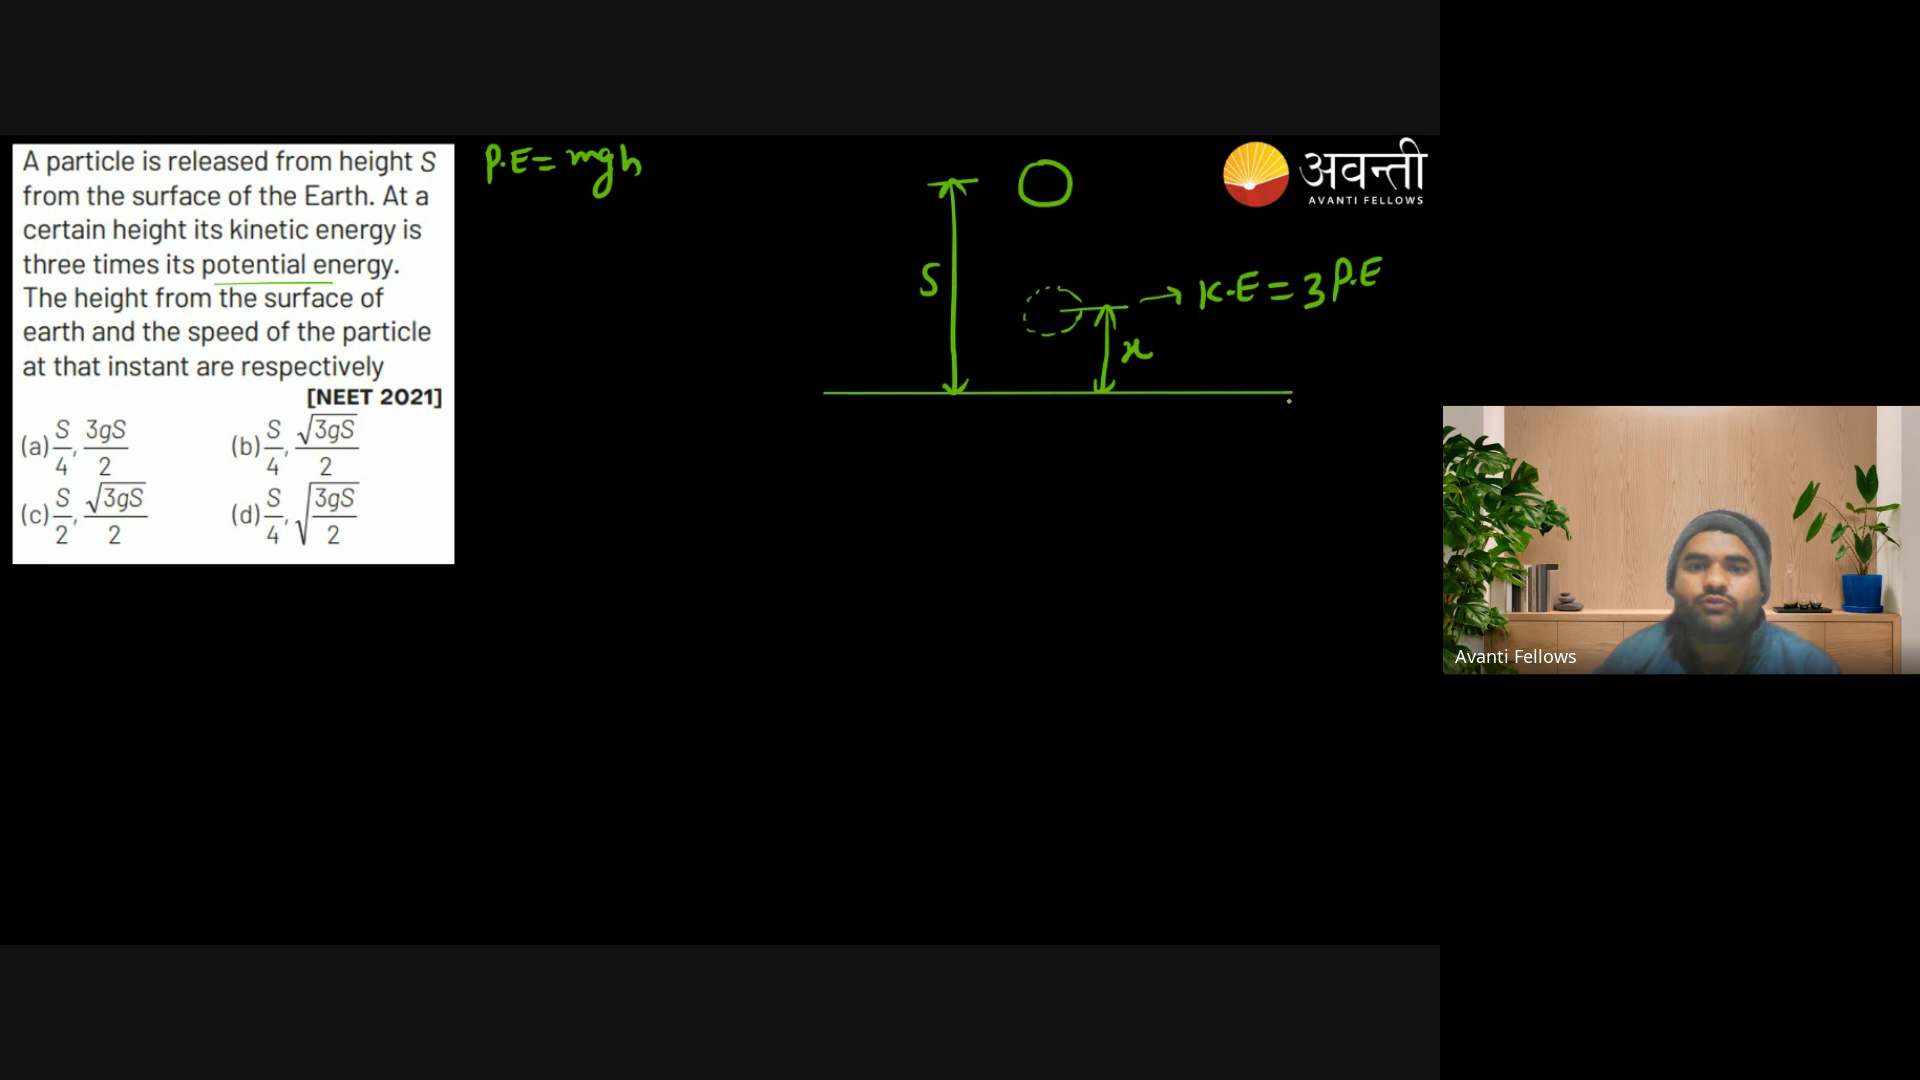 A particle is released from height S
from the surface of the Earth. At a
certain height its kinetic energy is
three times its potential energy.
The height from the surface of
earth and the speed of the particle
at that instant are respectively
[NEET 2021]
(a) S/4, 3gS/2
(b) S/4, √3gS/2
(c) S/2, √3gS/2
(d) S/4, √(3gS/2)
P.E = mgh
S
K.E = 3 P.E
x
अवन्ती
AVANTI FELLOWS
Avanti Fellows